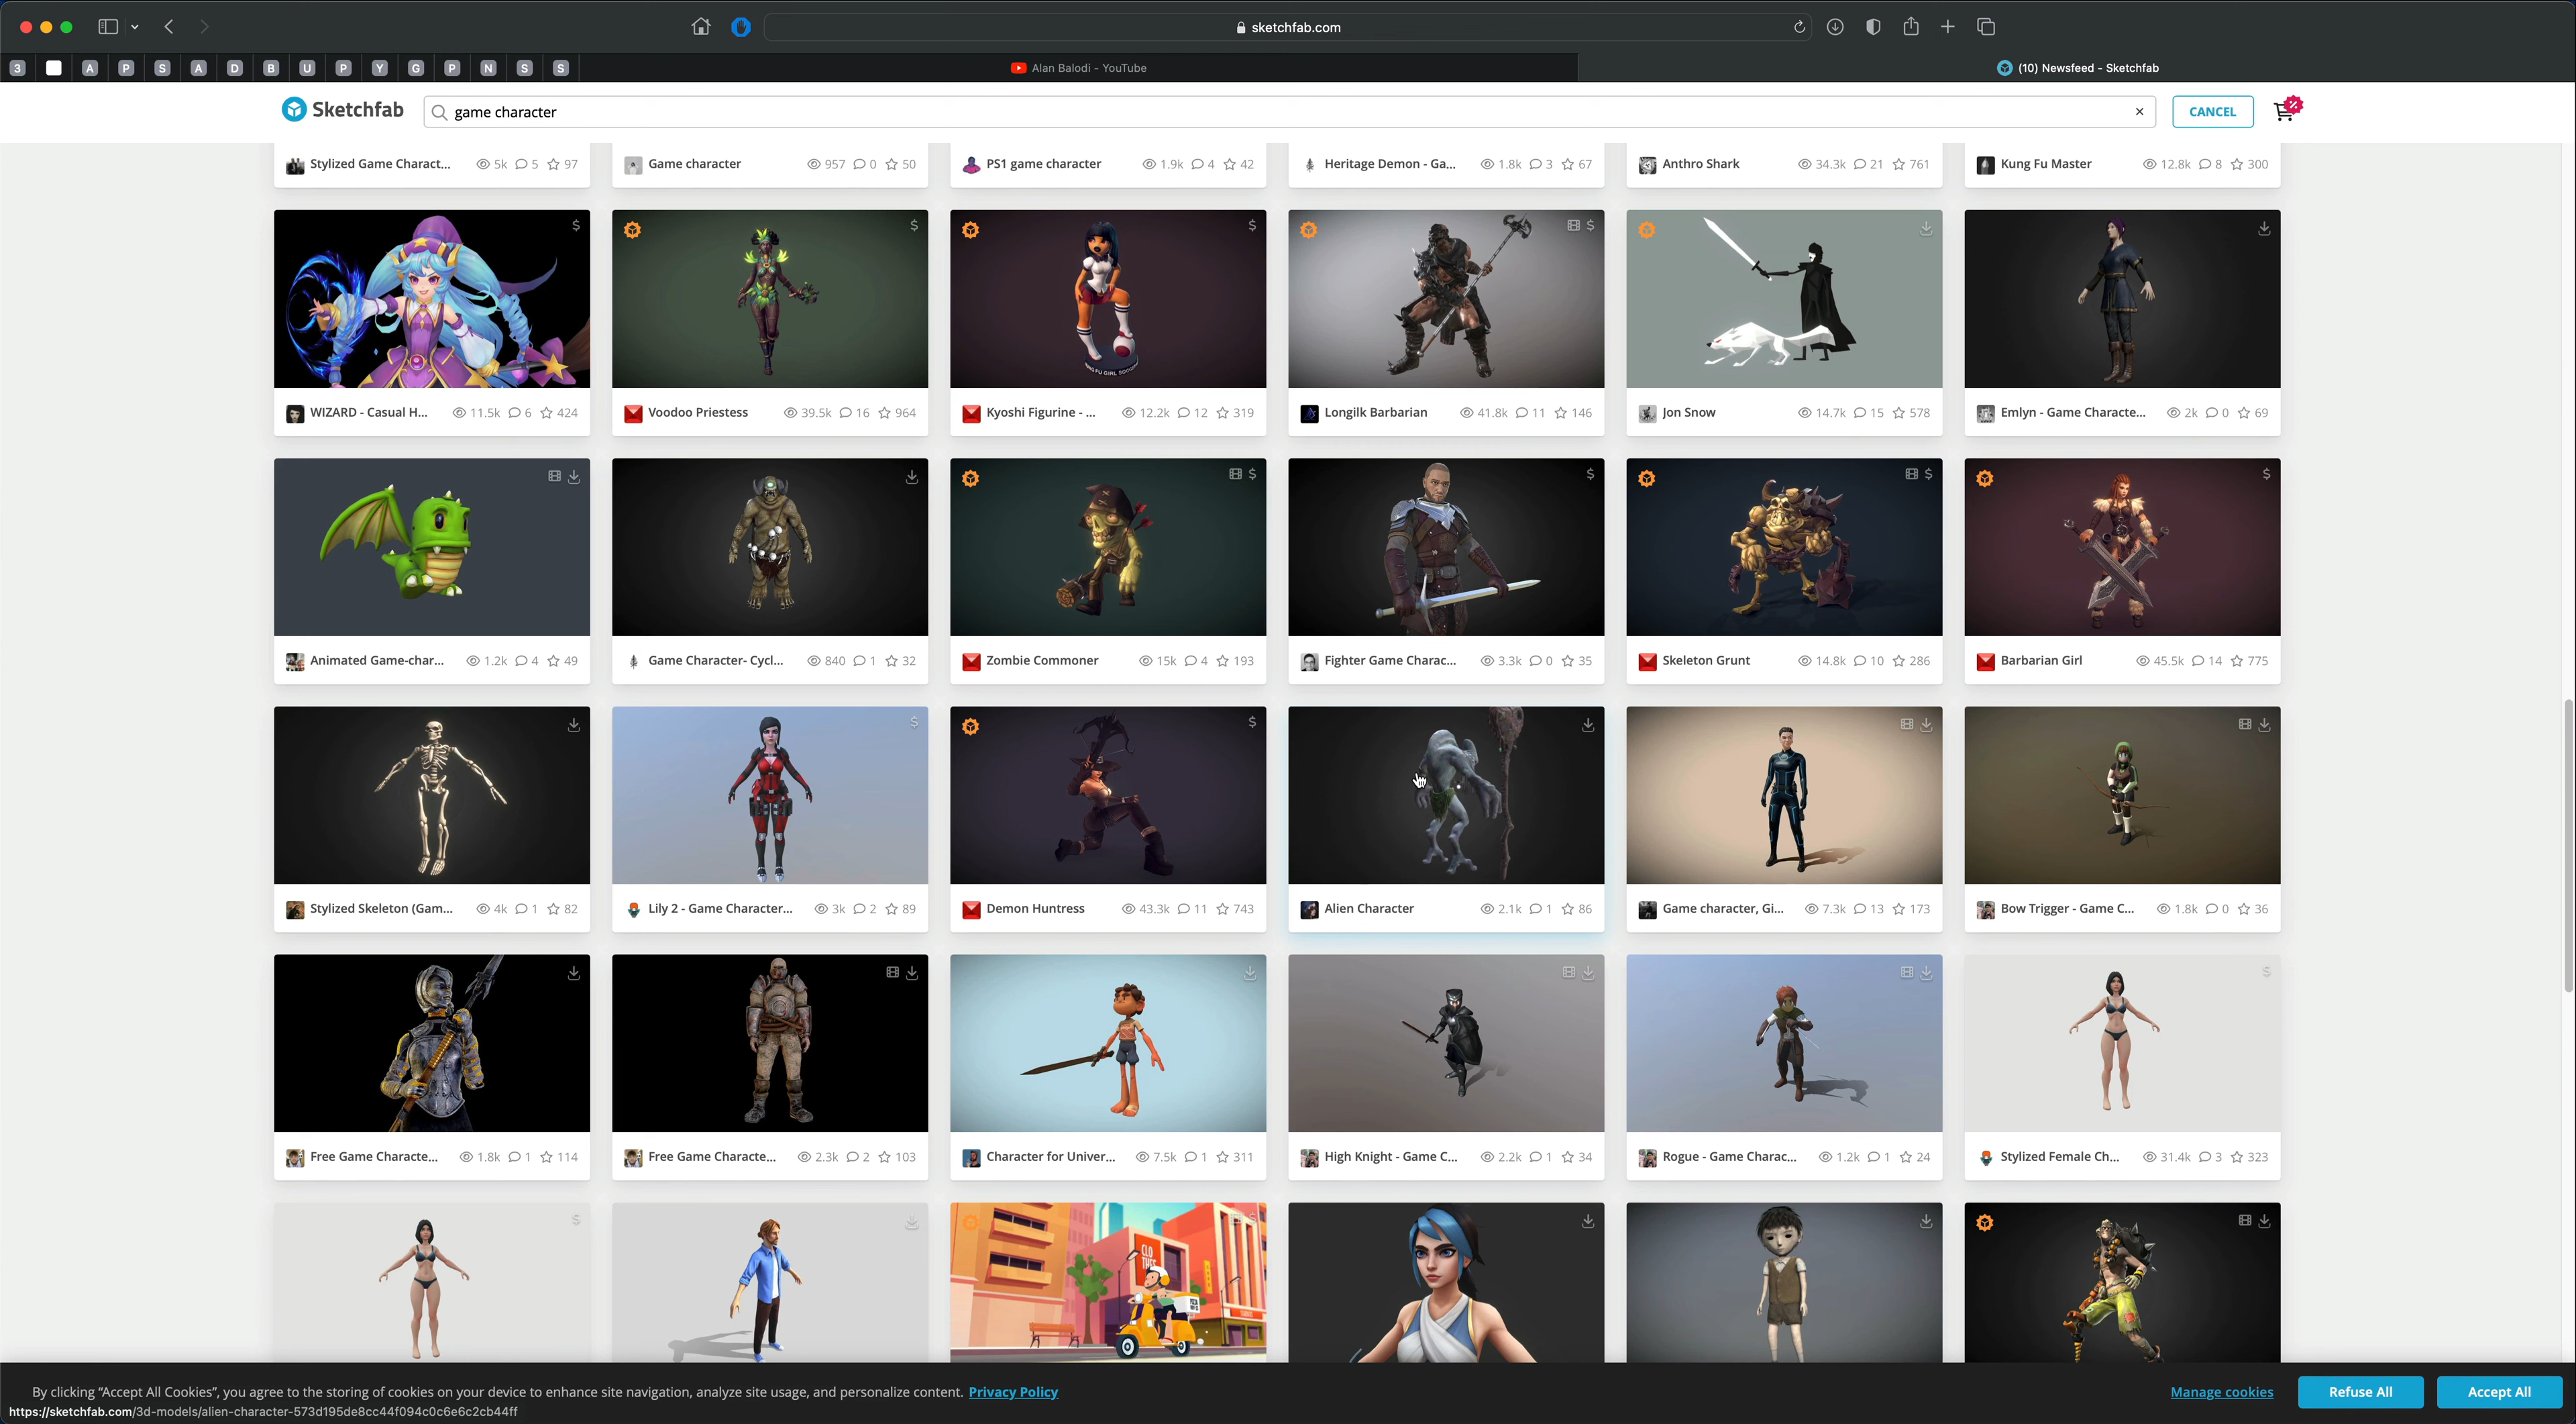 sketchfab.com
3 A P S A D B U P Y G P N S S Alan Balodi - YouTube (10) Newsfeed - Sketchfab
Sketchfab game character × CANCEL %
Stylized Game Charact... 5k 5 97 Game character 957 0 50 PS1 game character 1.9k 4 42 Heritage Demon - Ga... 1.8k 3 67 Anthro Shark 34.3k 21 761 Kung Fu Master 12.8k 8 300
$ $ $ $
KUNG FU GIRL SOCCER
WIZARD - Casual H... 11.5k 6 424 Voodoo Priestess 39.5k 16 964 Kyoshi Figurine - ... 12.2k 12 319 Longilk Barbarian 41.8k 11 146 Jon Snow 14.7k 15 578 Emlyn - Game Characte... 2k 0 69
$ $ $ $
Animated Game-char... 1.2k 4 49 Game Character- Cycl... 840 1 32 Zombie Commoner 15k 4 193 Fighter Game Charac... 3.3k 0 35 Skeleton Grunt 14.8k 10 286 Barbarian Girl 45.5k 14 775
$ $
Stylized Skeleton (Gam... 4k 1 82 Lily 2 - Game Character... 3k 2 89 Demon Huntress 43.3k 11 743 Alien Character 2.1k 1 86 Game character, Gi... 7.3k 13 173 Bow Trigger - Game C... 1.8k 0 36
$
Free Game Characte... 1.8k 1 114 Free Game Characte... 2.3k 2 103 Character for Univer... 7.5k 1 311 High Knight - Game C... 2.2k 1 34 Rogue - Game Charac... 1.2k 1 24 Stylized Female Ch... 31.4k 3 323
$ $
CLO
THES
By clicking “Accept All Cookies”, you agree to the storing of cookies on your device to enhance site navigation, analyze site usage, and personalize content. Privacy Policy Manage cookies Refuse All Accept All
https://sketchfab.com/3d-models/alien-character-573d195de8cc44f094c0c6e6c2cb44ff